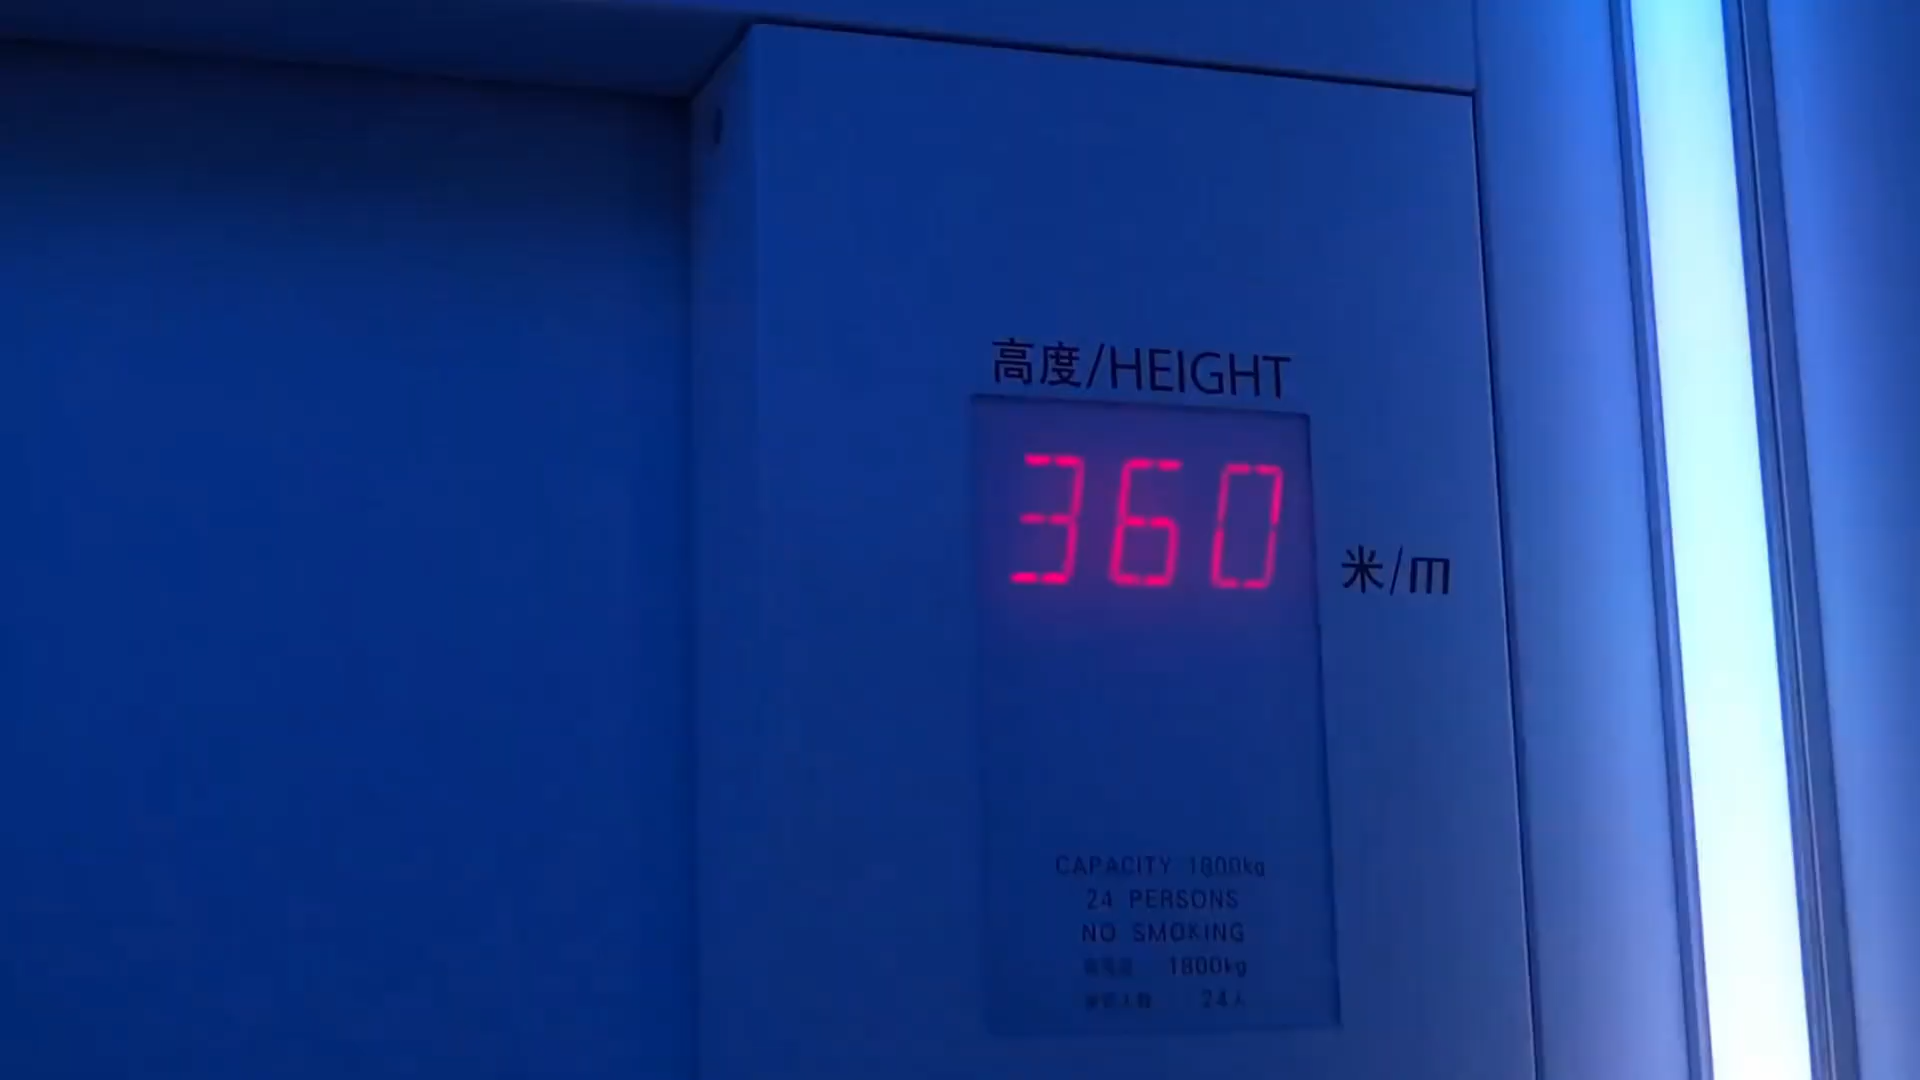 高度/HEIGHT
360
米/m
CAPACITY 1800kg
24 PERSONS
NO SMOKING
1800kg
24人